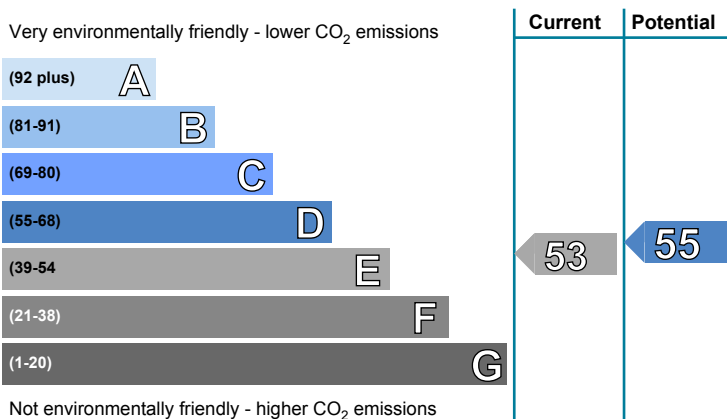 Current Potential
Very environmentally friendly - lower CO2 emissions
(92 plus) A
(81-91) B
(69-80) C
(55-68) D
(39-54 E
53 55
(21-38) F
(1-20) G
Not environmentally friendly - higher CO2 emissions